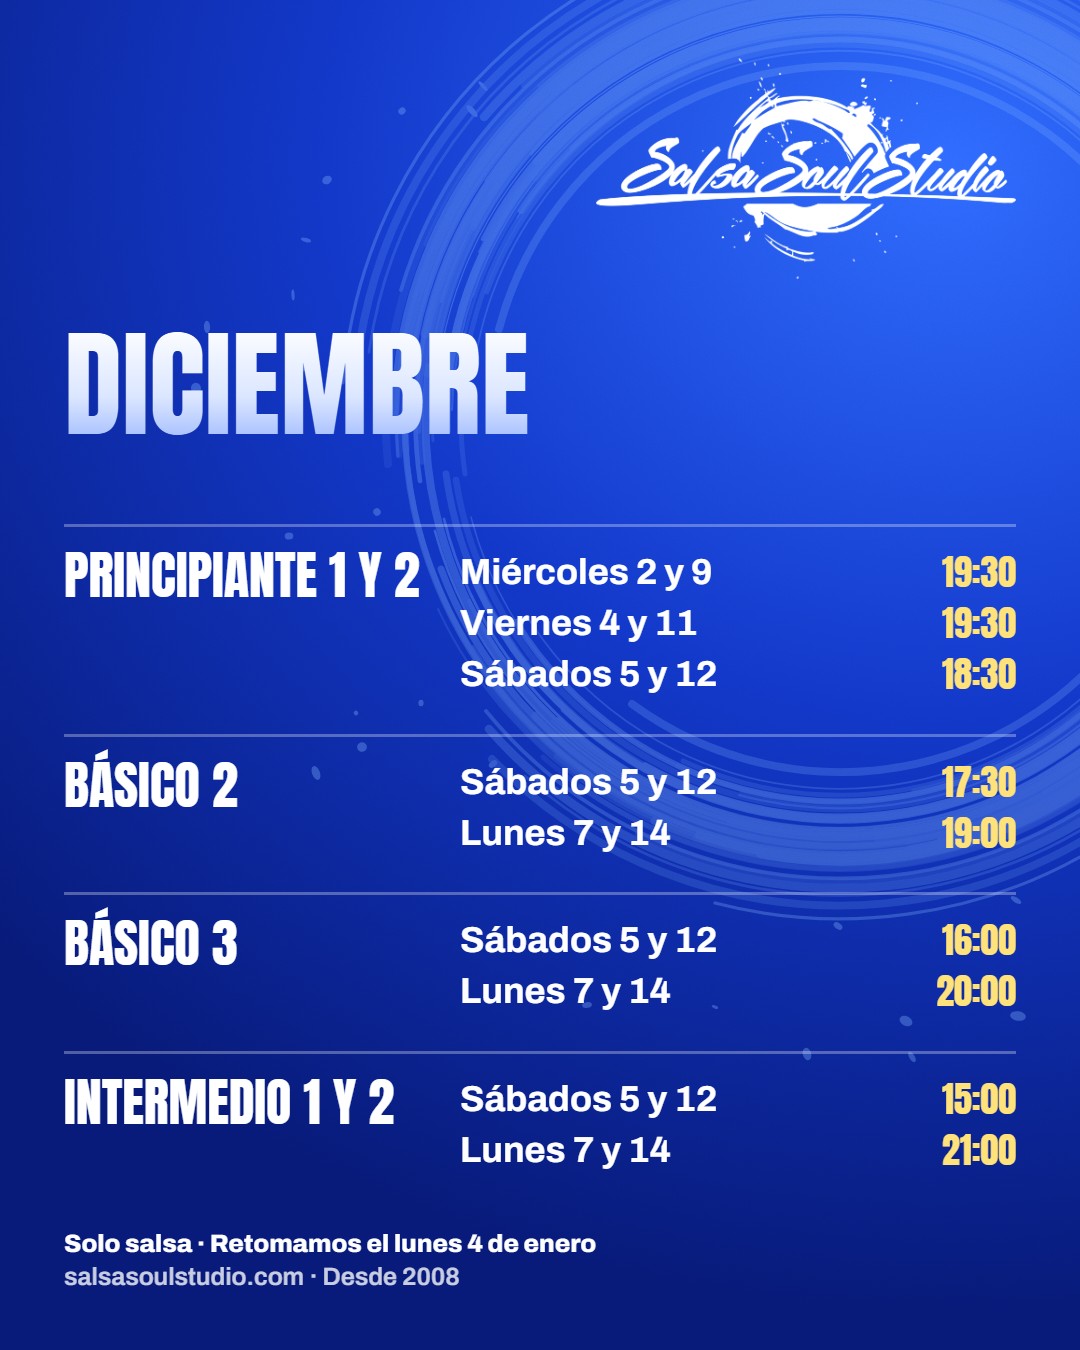 Salsa Soul Studio
DICIEMBRE
PRINCIPIANTE 1 Y 2 Miércoles 2 y 9 19:30
Viernes 4 y 11 19:30
Sábados 5 y 12 18:30
BÁSICO 2 Sábados 5 y 12 17:30
Lunes 7 y 14 19:00
BÁSICO 3 Sábados 5 y 12 16:00
Lunes 7 y 14 20:00
INTERMEDIO 1 Y 2 Sábados 5 y 12 15:00
Lunes 7 y 14 21:00
Solo salsa · Retomamos el lunes 4 de enero
salsasoulstudio.com · Desde 2008